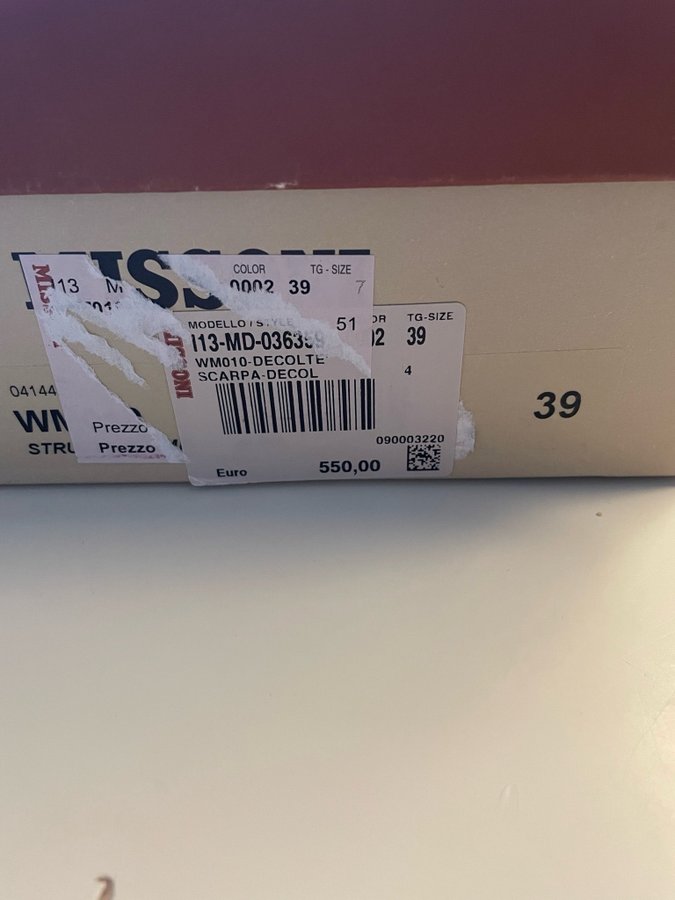 MISSONI
COLOR TG-SIZE
0002 39 7
51
MODELLO/STYLE TG-SIZE
39
WM010-DECOLTE
SCARPA-DECOL
4
04144
39
Prezzo
Prezzo
090003220
Euro 550,00